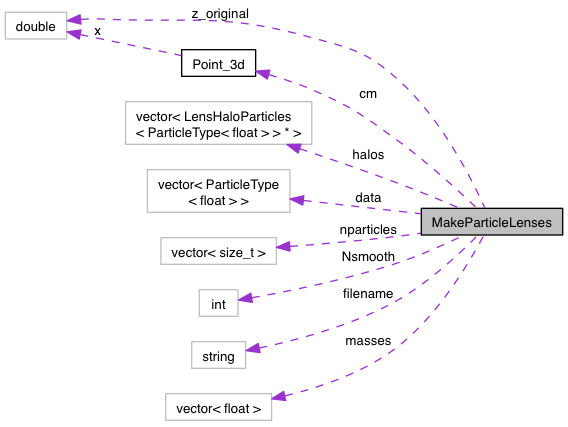 z_original
double
x
Point_3d
cm
vector< LensHaloParticles
< ParticleType< float > > * >
halos
vector< ParticleType
< float > >
data
MakeParticleLenses
nparticles
vector< size_t >
Nsmooth
int
filename
string
masses
vector< float >